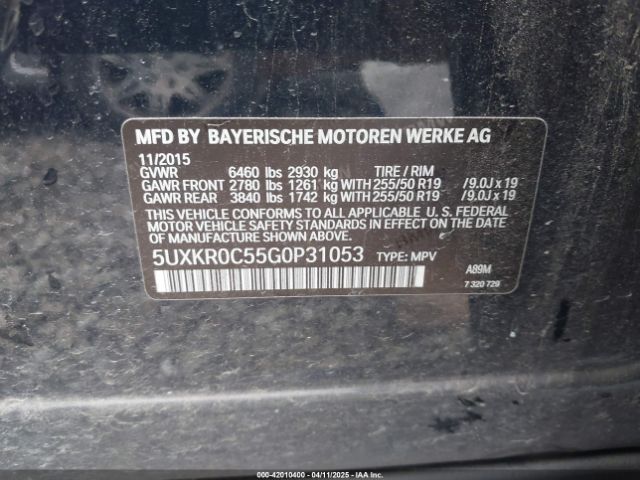 MFD BY BAYERISCHE MOTOREN WERKE AG
11/2015
GVWR 6460 lbs 2930 kg TIRE / RIM
GAWR FRONT 2780 lbs 1261 kg WITH 255/50 R19 / 9.0J x 19
GAWR REAR 3840 lbs 1742 kg WITH 255/50 R19 / 9.0J x 19
THIS VEHICLE CONFORMS TO ALL APPLICABLE U. S. FEDERAL
MOTOR VEHICLE SAFETY STANDARDS IN EFFECT ON THE
DATE OF MANUFACTURE SHOWN ABOVE.
5UXKR0C55G0P31053 TYPE: MPV
A89M
7 320 729
000-42010400 - 04/11/2025 - IAA Inc.